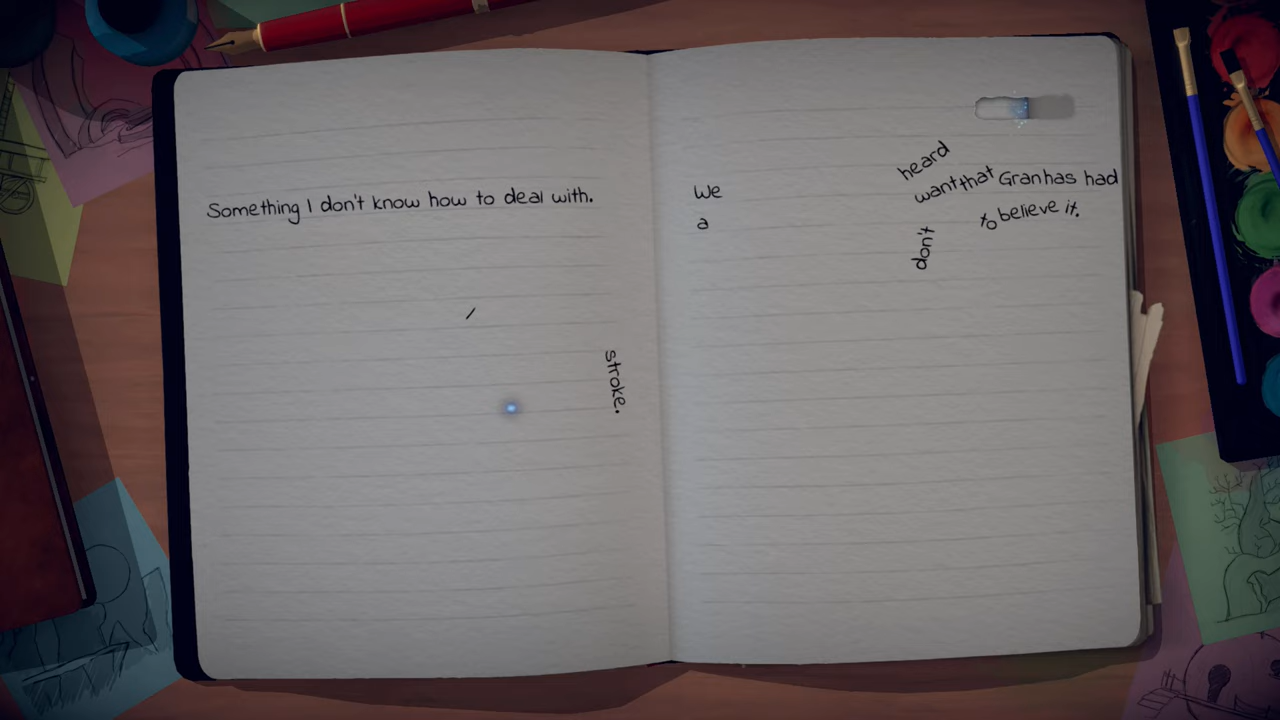 Something I don't know how to deal with.
/
stroke.
We
heard
want that Gran has had
a
to believe it.
don't